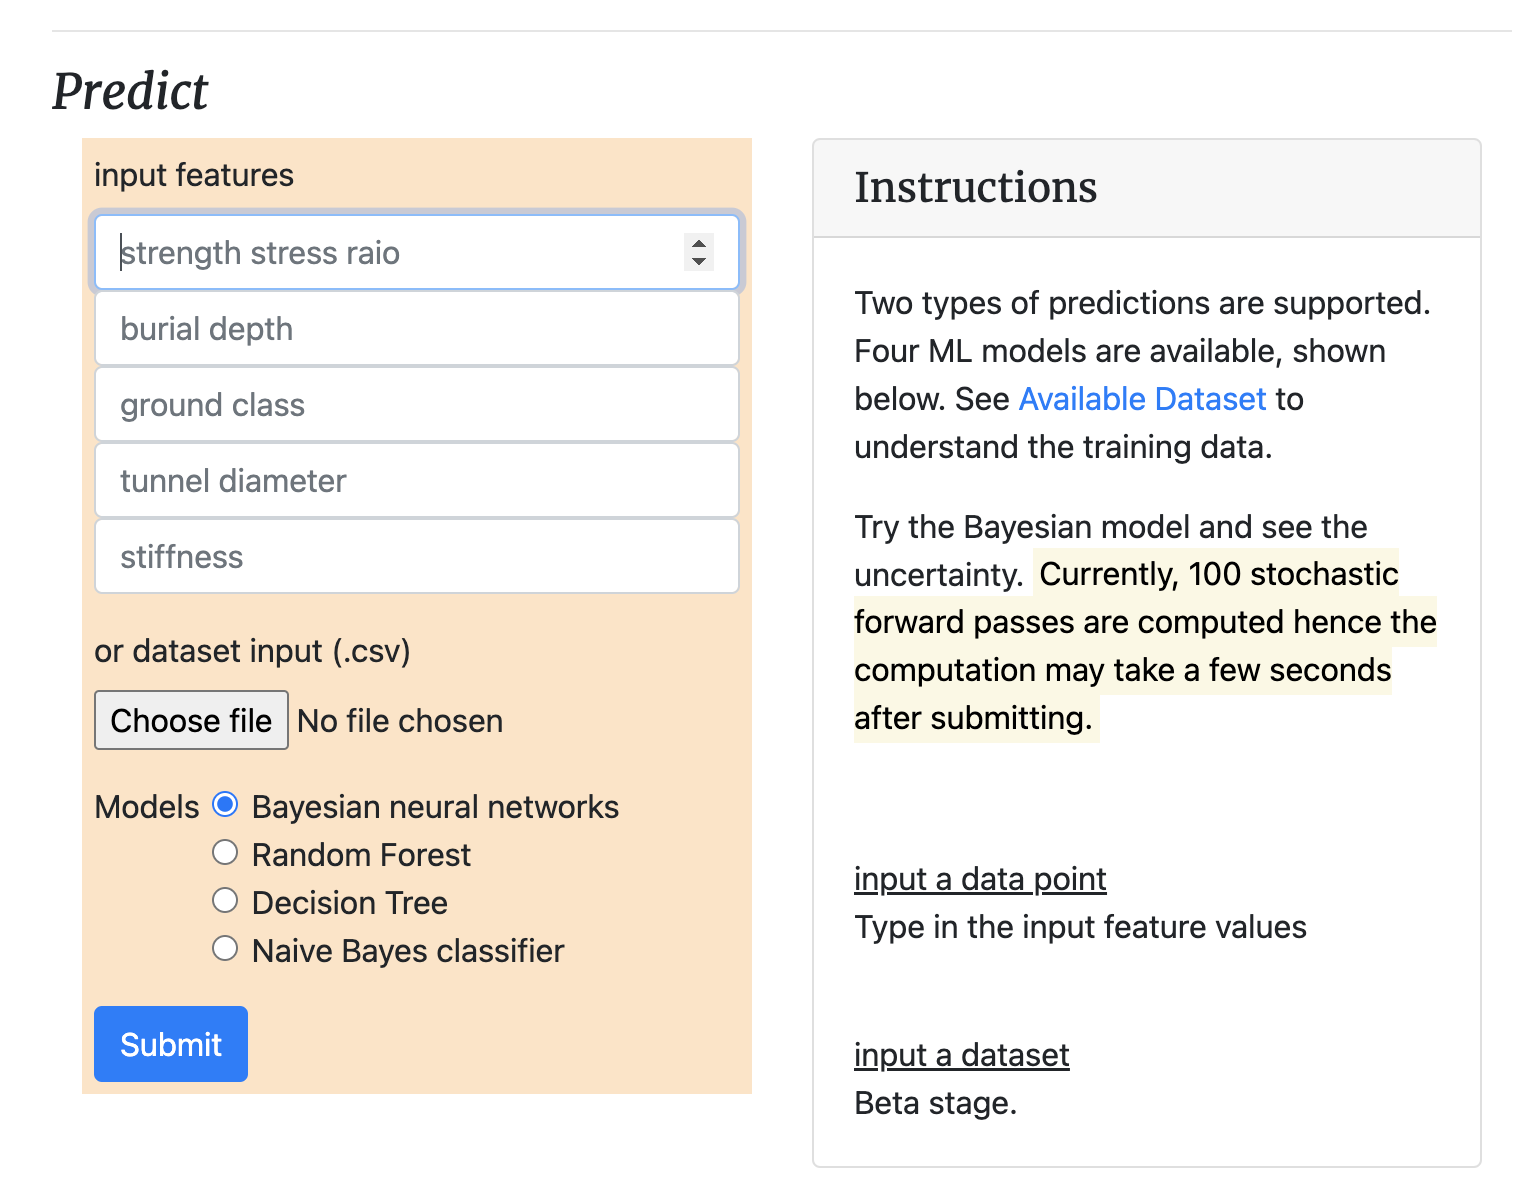 Predict
input features
strength stress raio
burial depth
ground class
tunnel diameter
stiffness
or dataset input (.csv)
Choose file No file chosen
Models Bayesian neural networks
Random Forest
Decision Tree
Naive Bayes classifier
Submit
Instructions
Two types of predictions are supported.
Four ML models are available, shown
below. See Available Dataset to
understand the training data.
Try the Bayesian model and see the
uncertainty. Currently, 100 stochastic
forward passes are computed hence the
computation may take a few seconds
after submitting.
input a data point
Type in the input feature values
input a dataset
Beta stage.